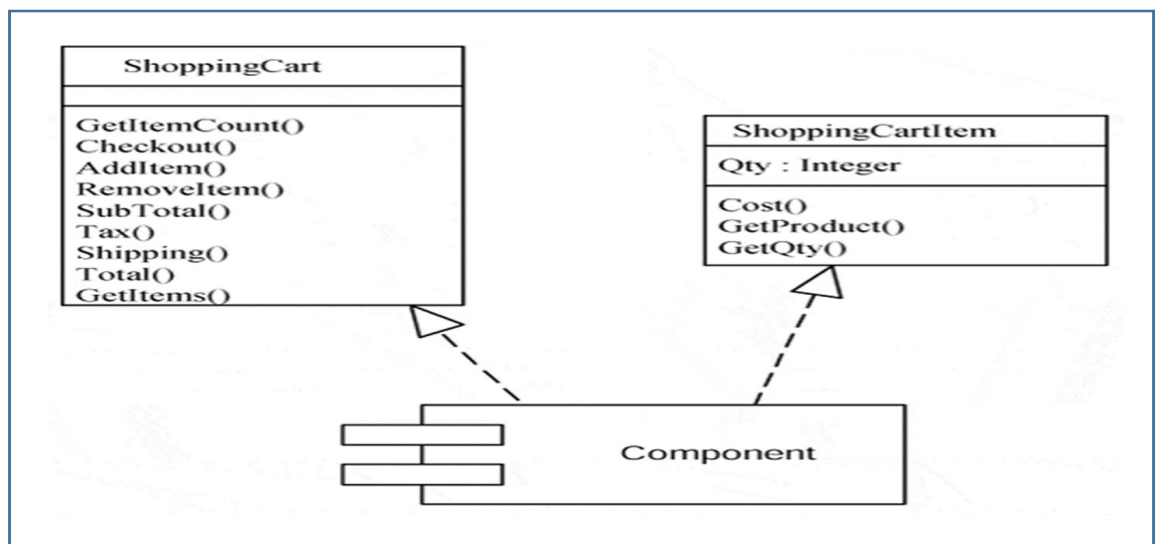 ShoppingCart
GetItemCount()
Checkout()
AddItem()
RemoveItem()
SubTotal()
Tax()
Shipping()
Total()
GetItems()
ShoppingCartItem
Qty : Integer
Cost()
GetProduct()
GetQty()
Component